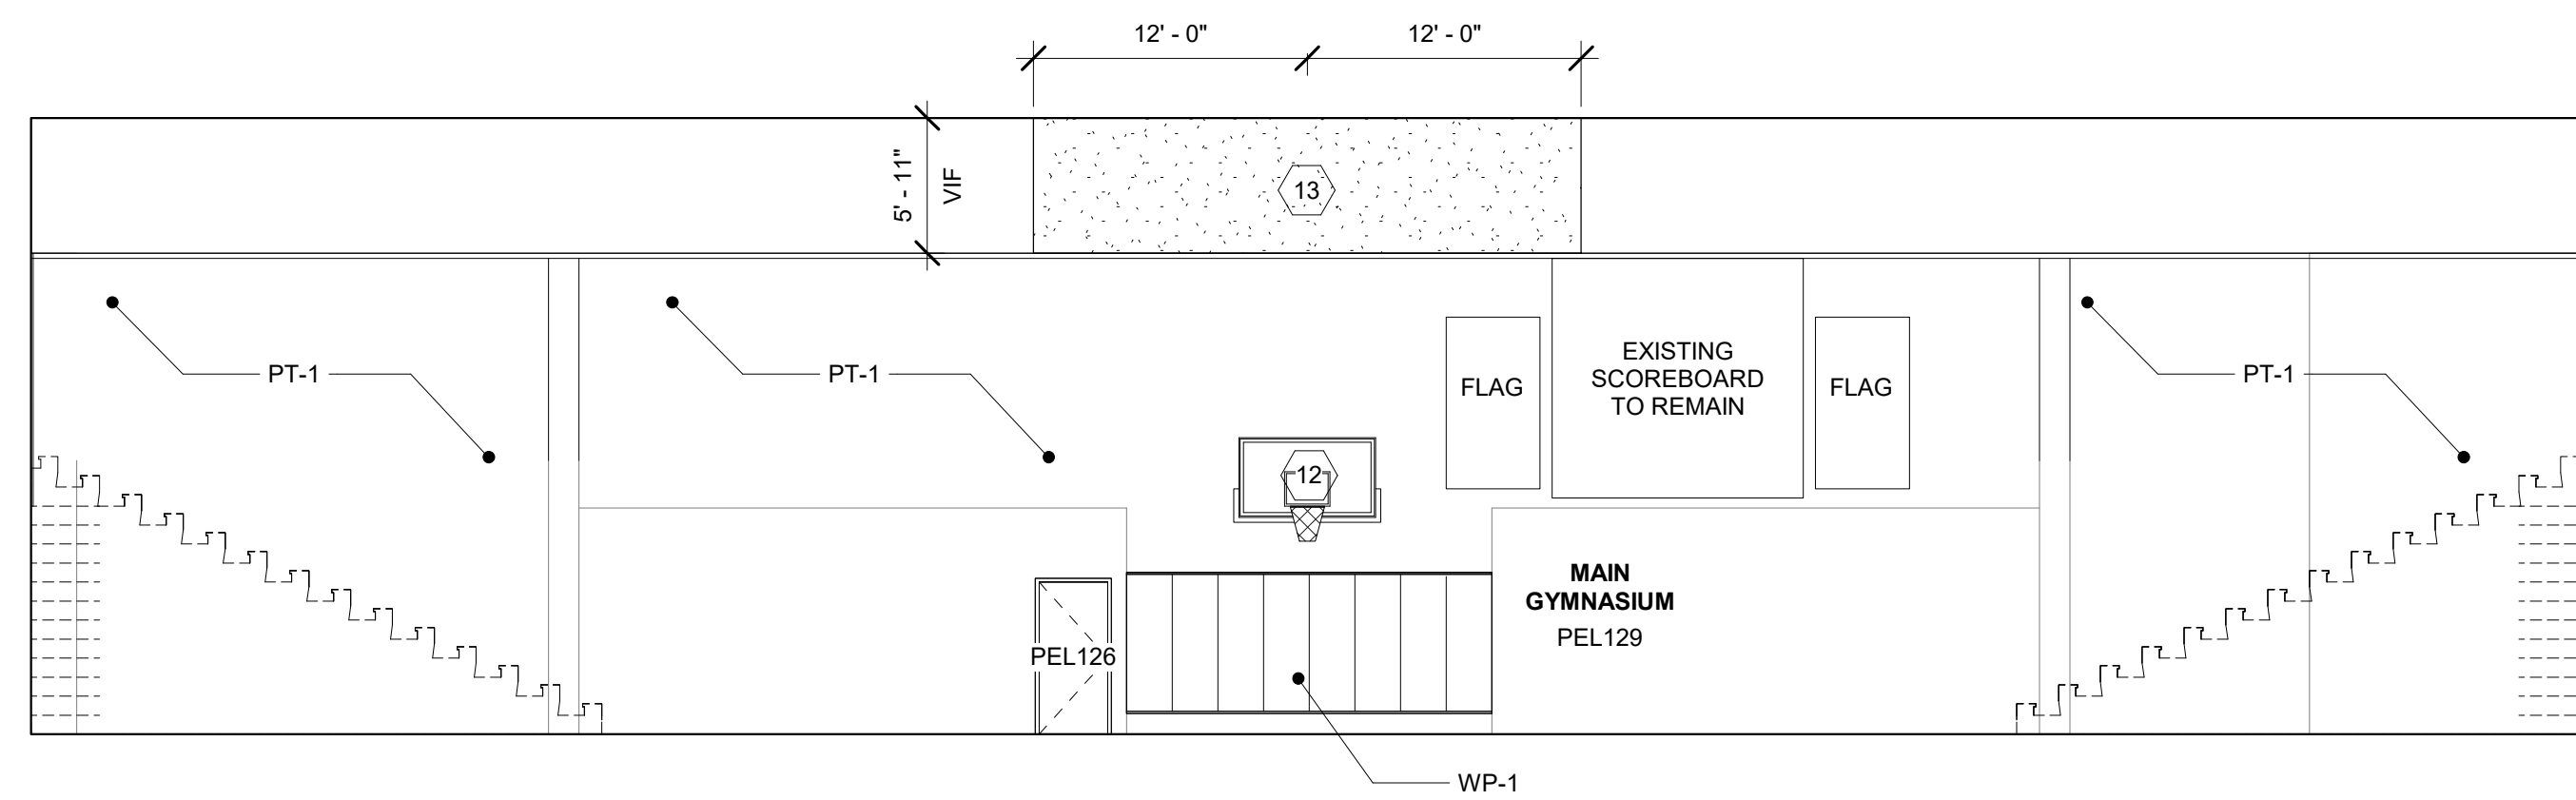 12' - 0" 12' - 0"
5' - 11"
VIF
13
PT-1
PT-1
PT-1
FLAG
EXISTING
SCOREBOARD
TO REMAIN
FLAG
12
MAIN
GYMNASIUM
PEL129
PEL126
WP-1